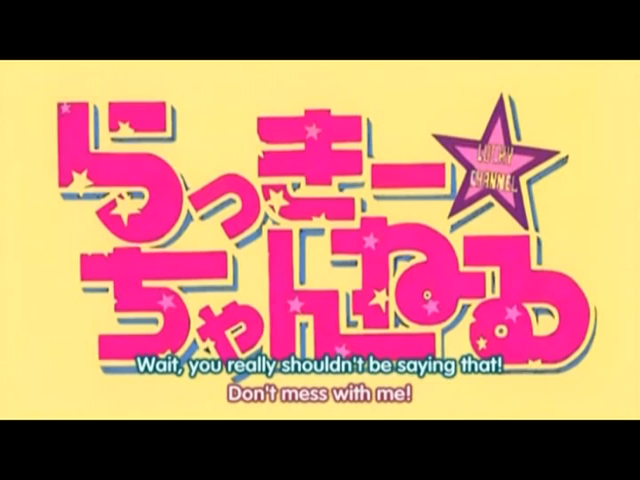 らっきー
LUCKY
CHANNEL
ちゃんねる
Wait, you really shouldn't be saying that!
Don't mess with me!